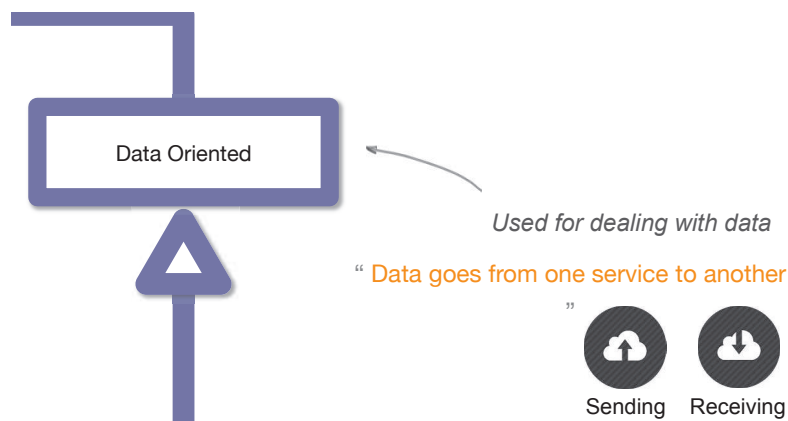 Data Oriented
Used for dealing with data
“ Data goes from one service to another
”
Sending Receiving